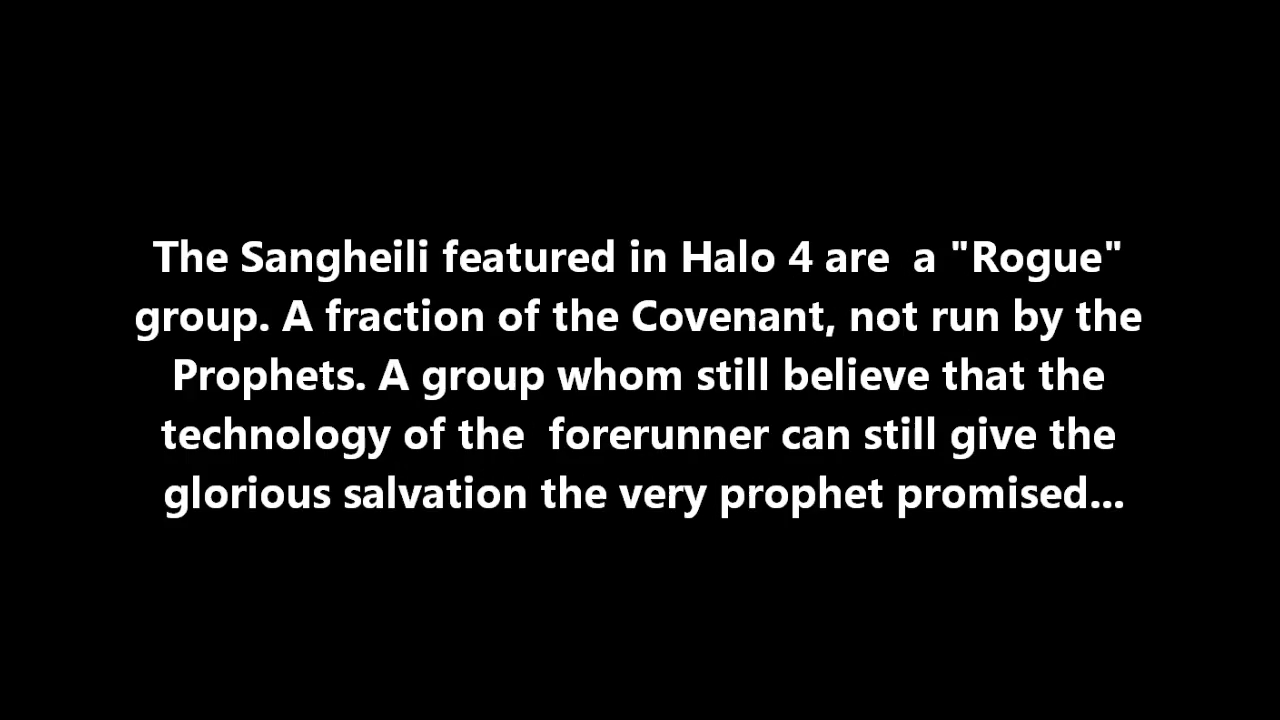 The Sangheili featured in Halo 4 are  a "Rogue"
group. A fraction of the Covenant, not run by the
Prophets. A group whom still believe that the
technology of the  forerunner can still give the
glorious salvation the very prophet promised...